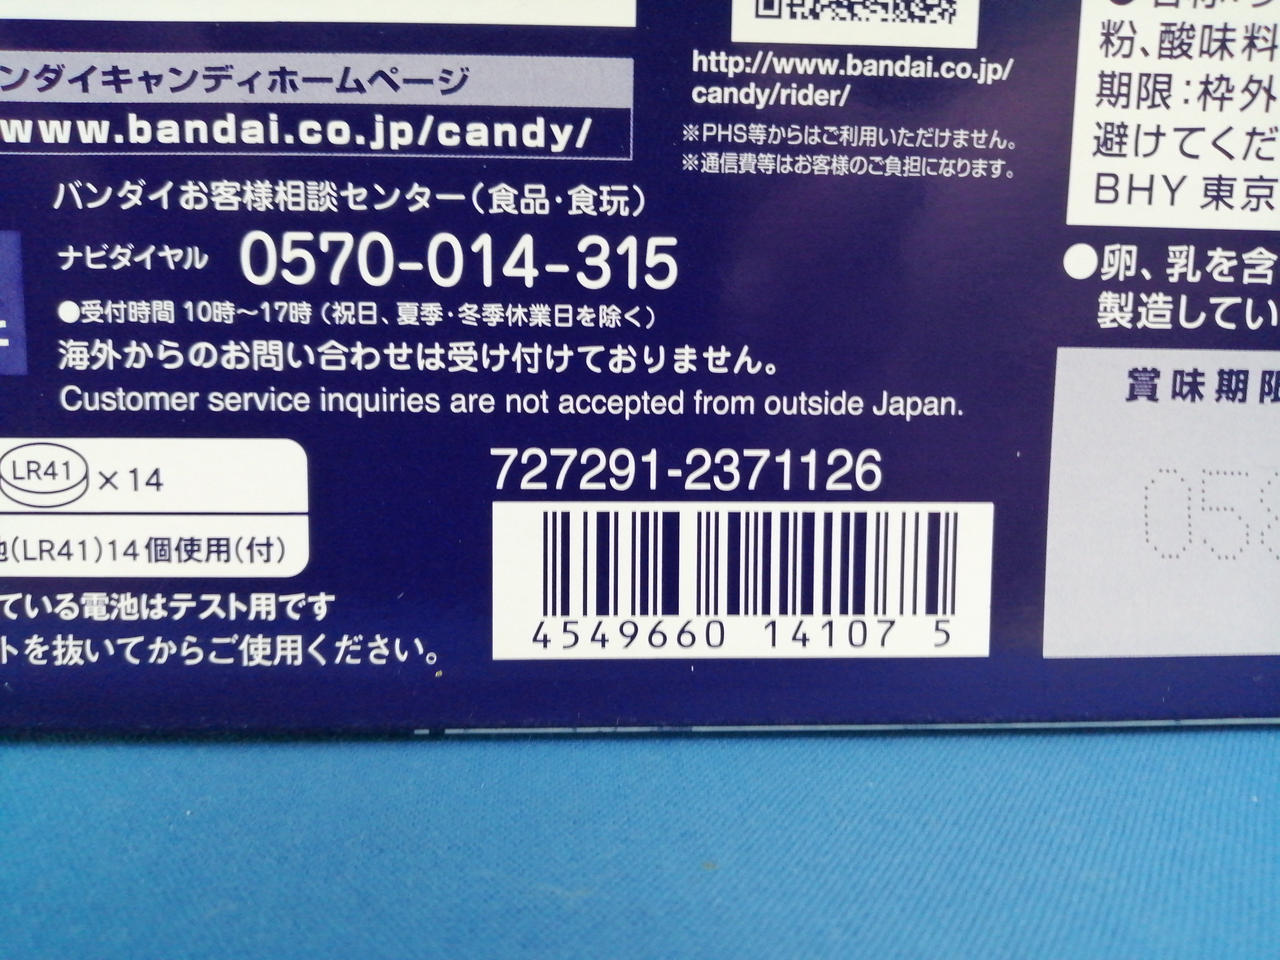 ンダイキャンディホームページ
www.bandai.co.jp/candy/
http://www.bandai.co.jp/
candy/rider/
※PHS等からはご利用いただけません。
※通信費等はお客様のご負担になります。
バンダイお客様相談センター(食品・食玩)
ナビダイヤル 0570-014-315
●受付時間 10時～17時(祝日、夏季・冬季休業日を除く)
海外からのお問い合わせは受け付けておりません。
Customer service inquiries are not accepted from outside Japan.
LR41 ×14
(LR41)14個使用(付)
ている電池はテスト用です
トを抜いてからご使用ください。
727291-2371126
4549660 14107 5
粉、酸味料
期限:枠外
避けてくだ
BHY 東京
●卵、乳を含
製造してい
賞味期限
058